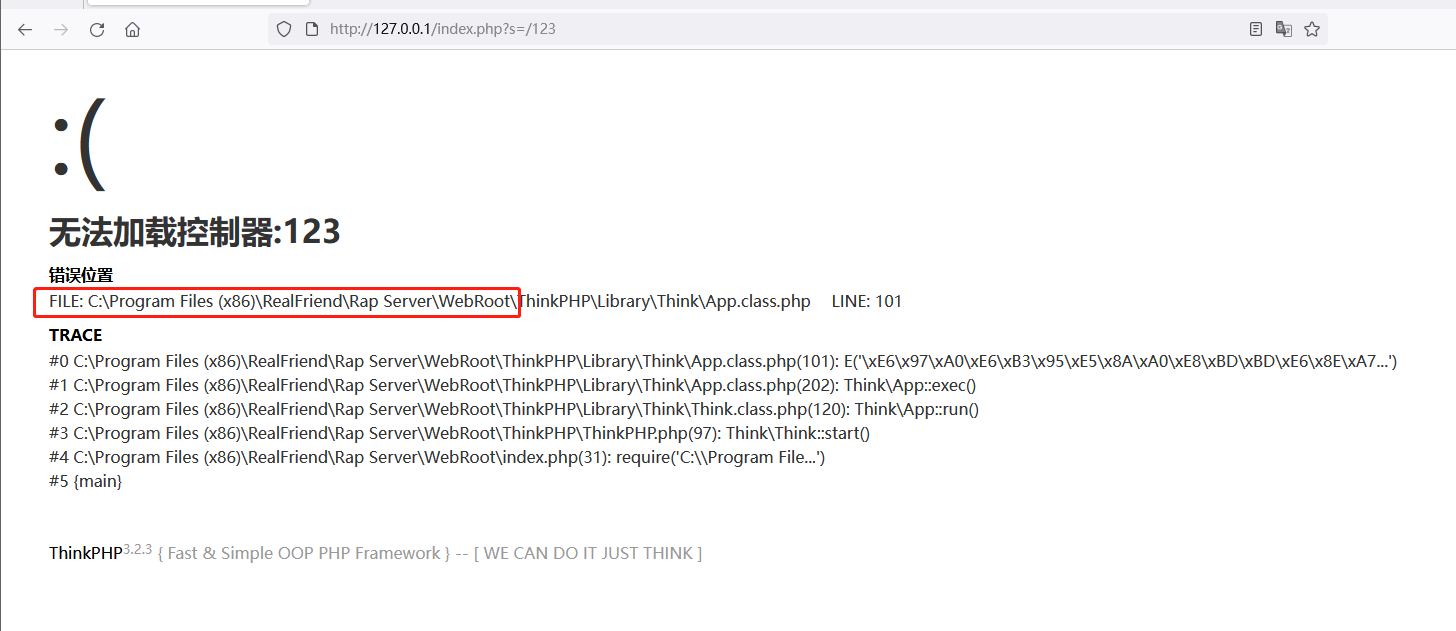 http://127.0.0.1/index.php?s=/123
:(
无法加载控制器:123
错误位置
FILE: C:\Program Files (x86)\RealFriend\Rap Server\WebRoot\ThinkPHP\Library\Think\App.class.php LINE: 101
TRACE
#0 C:\Program Files (x86)\RealFriend\Rap Server\WebRoot\ThinkPHP\Library\Think\App.class.php(101): E('\xE6\x97\xA0\xE6\xB3\x95\xE5\x8A\xA0\xE8\xBD\xBD\xE6\x8E\xA7...')
#1 C:\Program Files (x86)\RealFriend\Rap Server\WebRoot\ThinkPHP\Library\Think\App.class.php(202): Think\App::exec()
#2 C:\Program Files (x86)\RealFriend\Rap Server\WebRoot\ThinkPHP\Library\Think\Think.class.php(120): Think\App::run()
#3 C:\Program Files (x86)\RealFriend\Rap Server\WebRoot\ThinkPHP\ThinkPHP.php(97): Think\Think::start()
#4 C:\Program Files (x86)\RealFriend\Rap Server\WebRoot\index.php(31): require('C:\\Program File...')
#5 {main}
ThinkPHP3.2.3 { Fast & Simple OOP PHP Framework } -- [ WE CAN DO IT JUST THINK ]